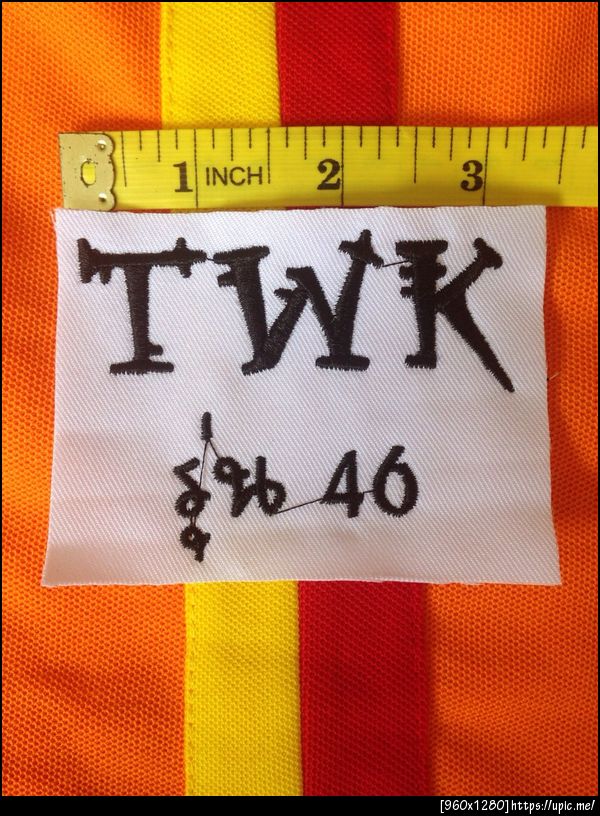 1 INCH 2 3
TWK
รุ่น 46
[960x1280]https://upic.me/